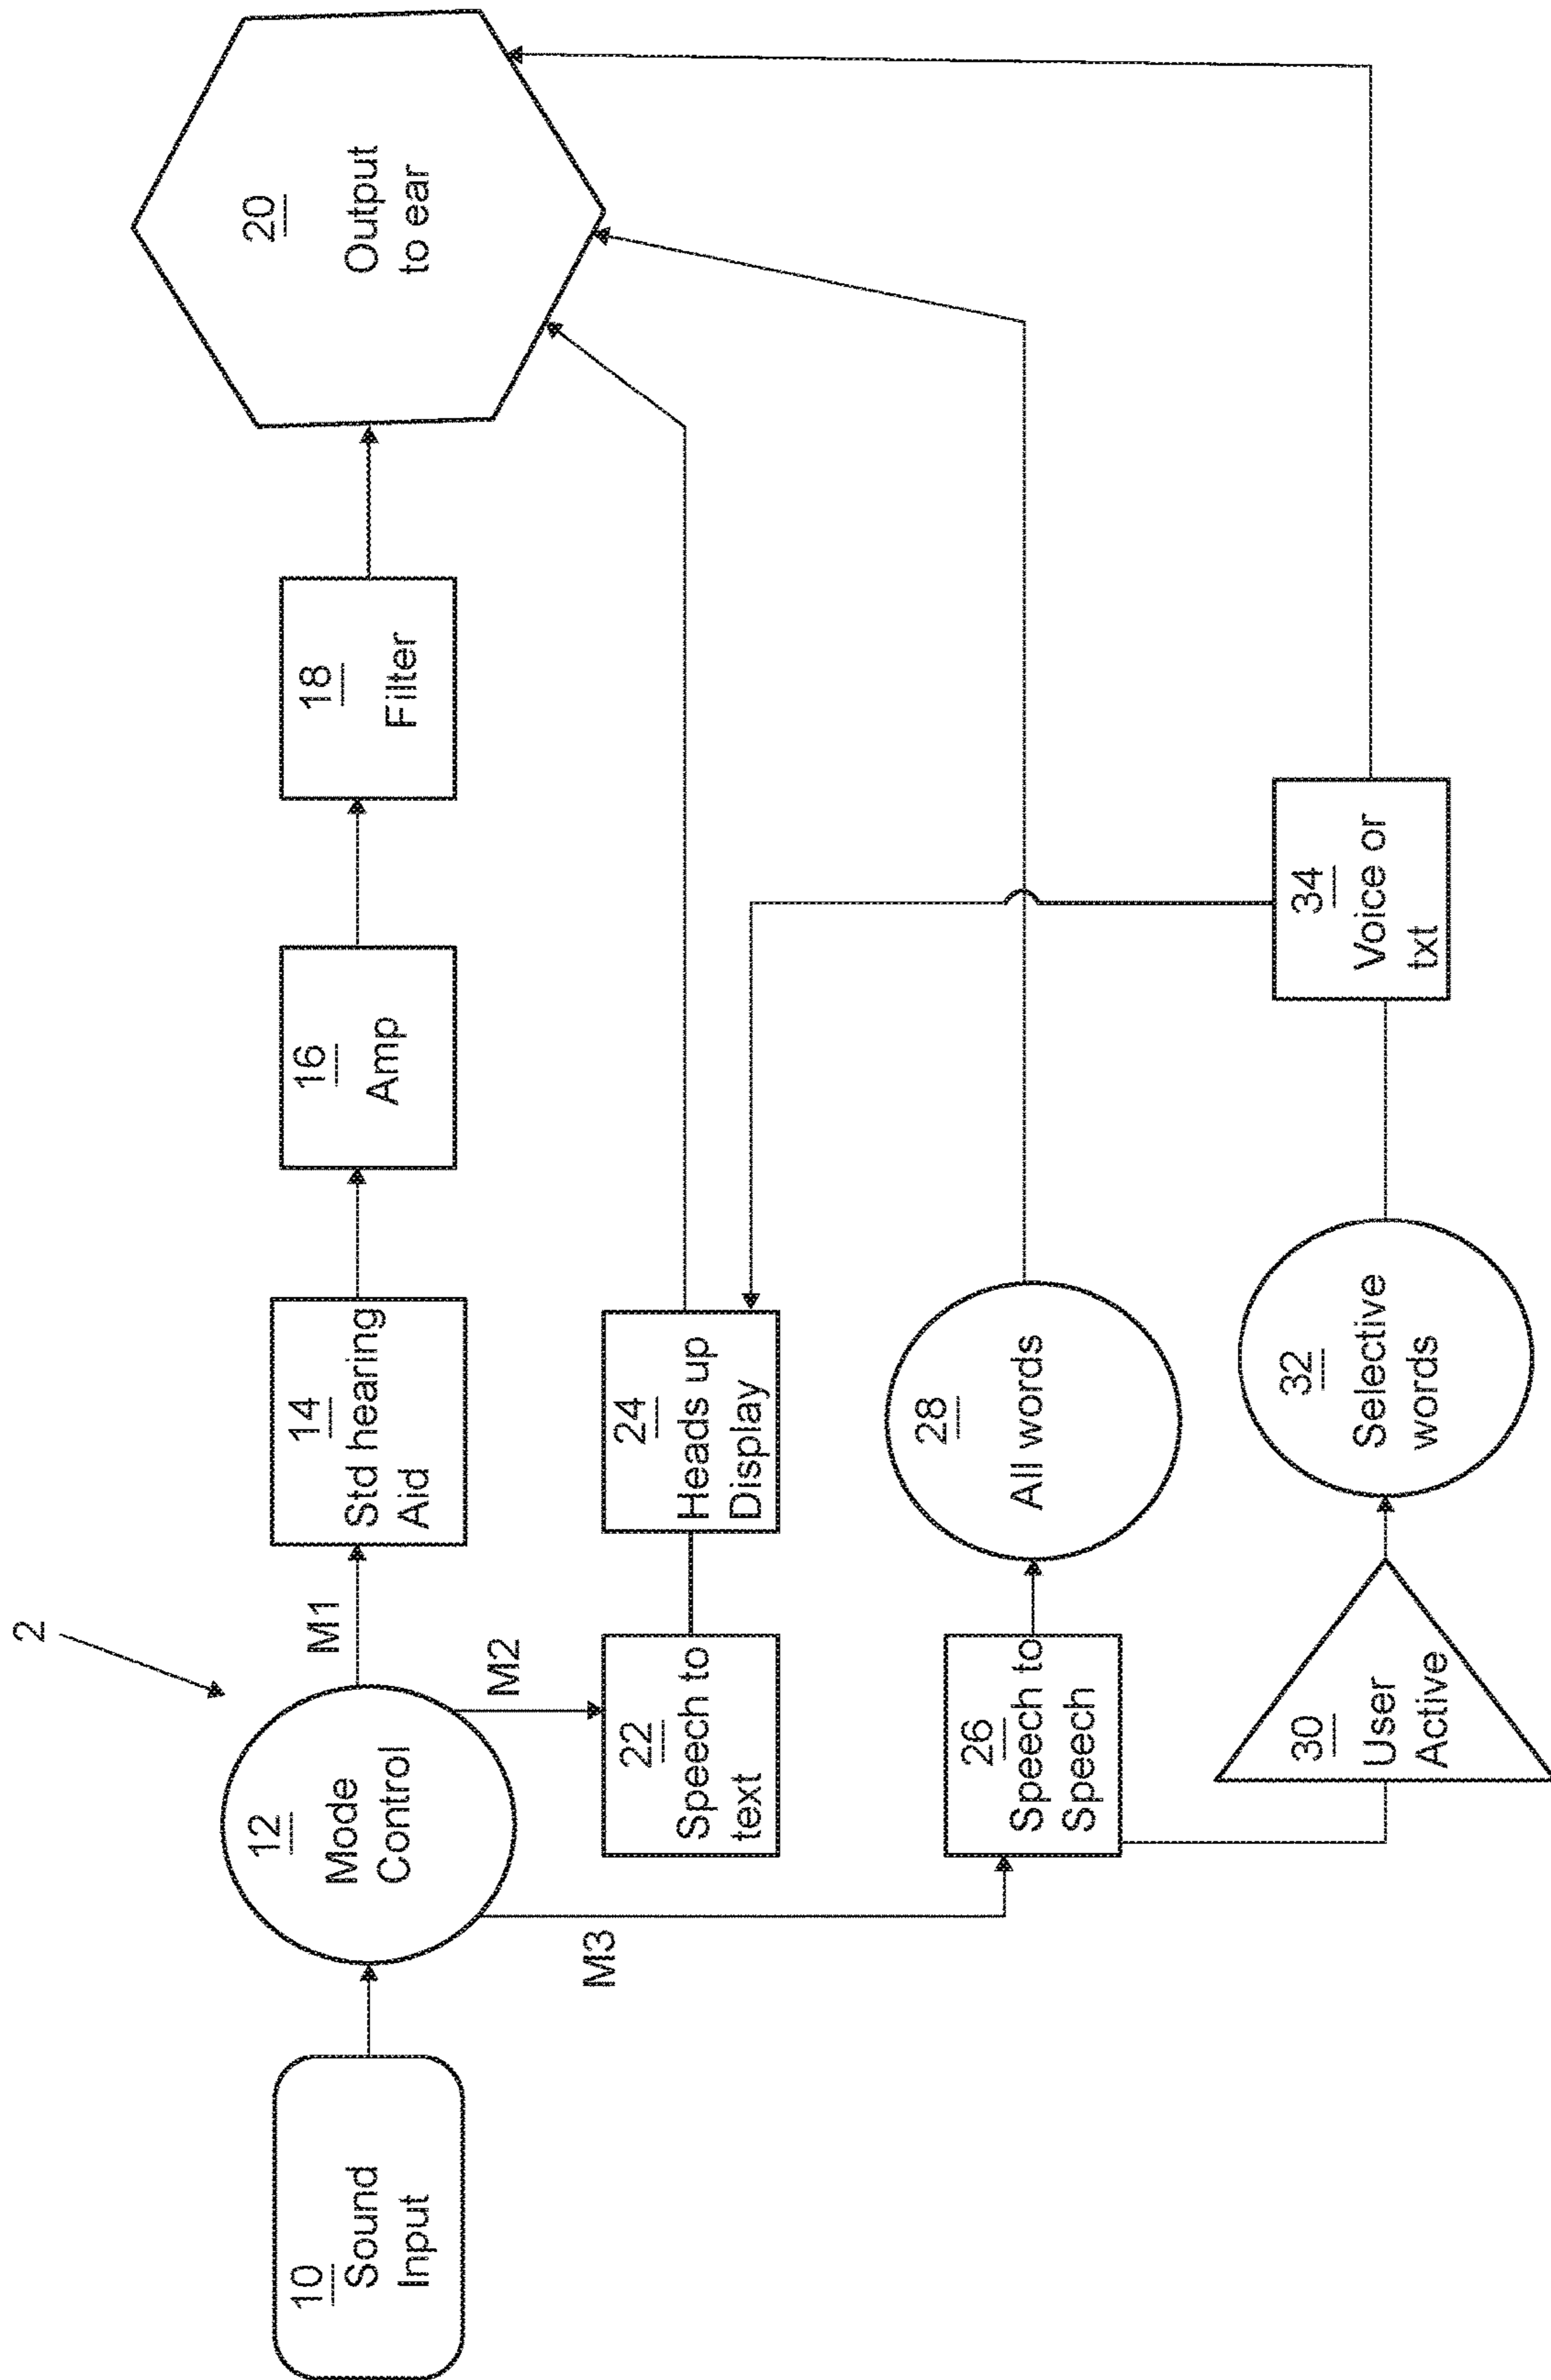 2
10
Sound
Input
12
Mode
Control
M1
14
Std hearing
Aid
16
Amp
18
Filter
20
Output
to ear
M2
22
Speech to
text
24
Heads up
Display
M3
26
Speech to
Speech
28
All words
30
User
Active
32
Selective
words
34
Voice or
txt